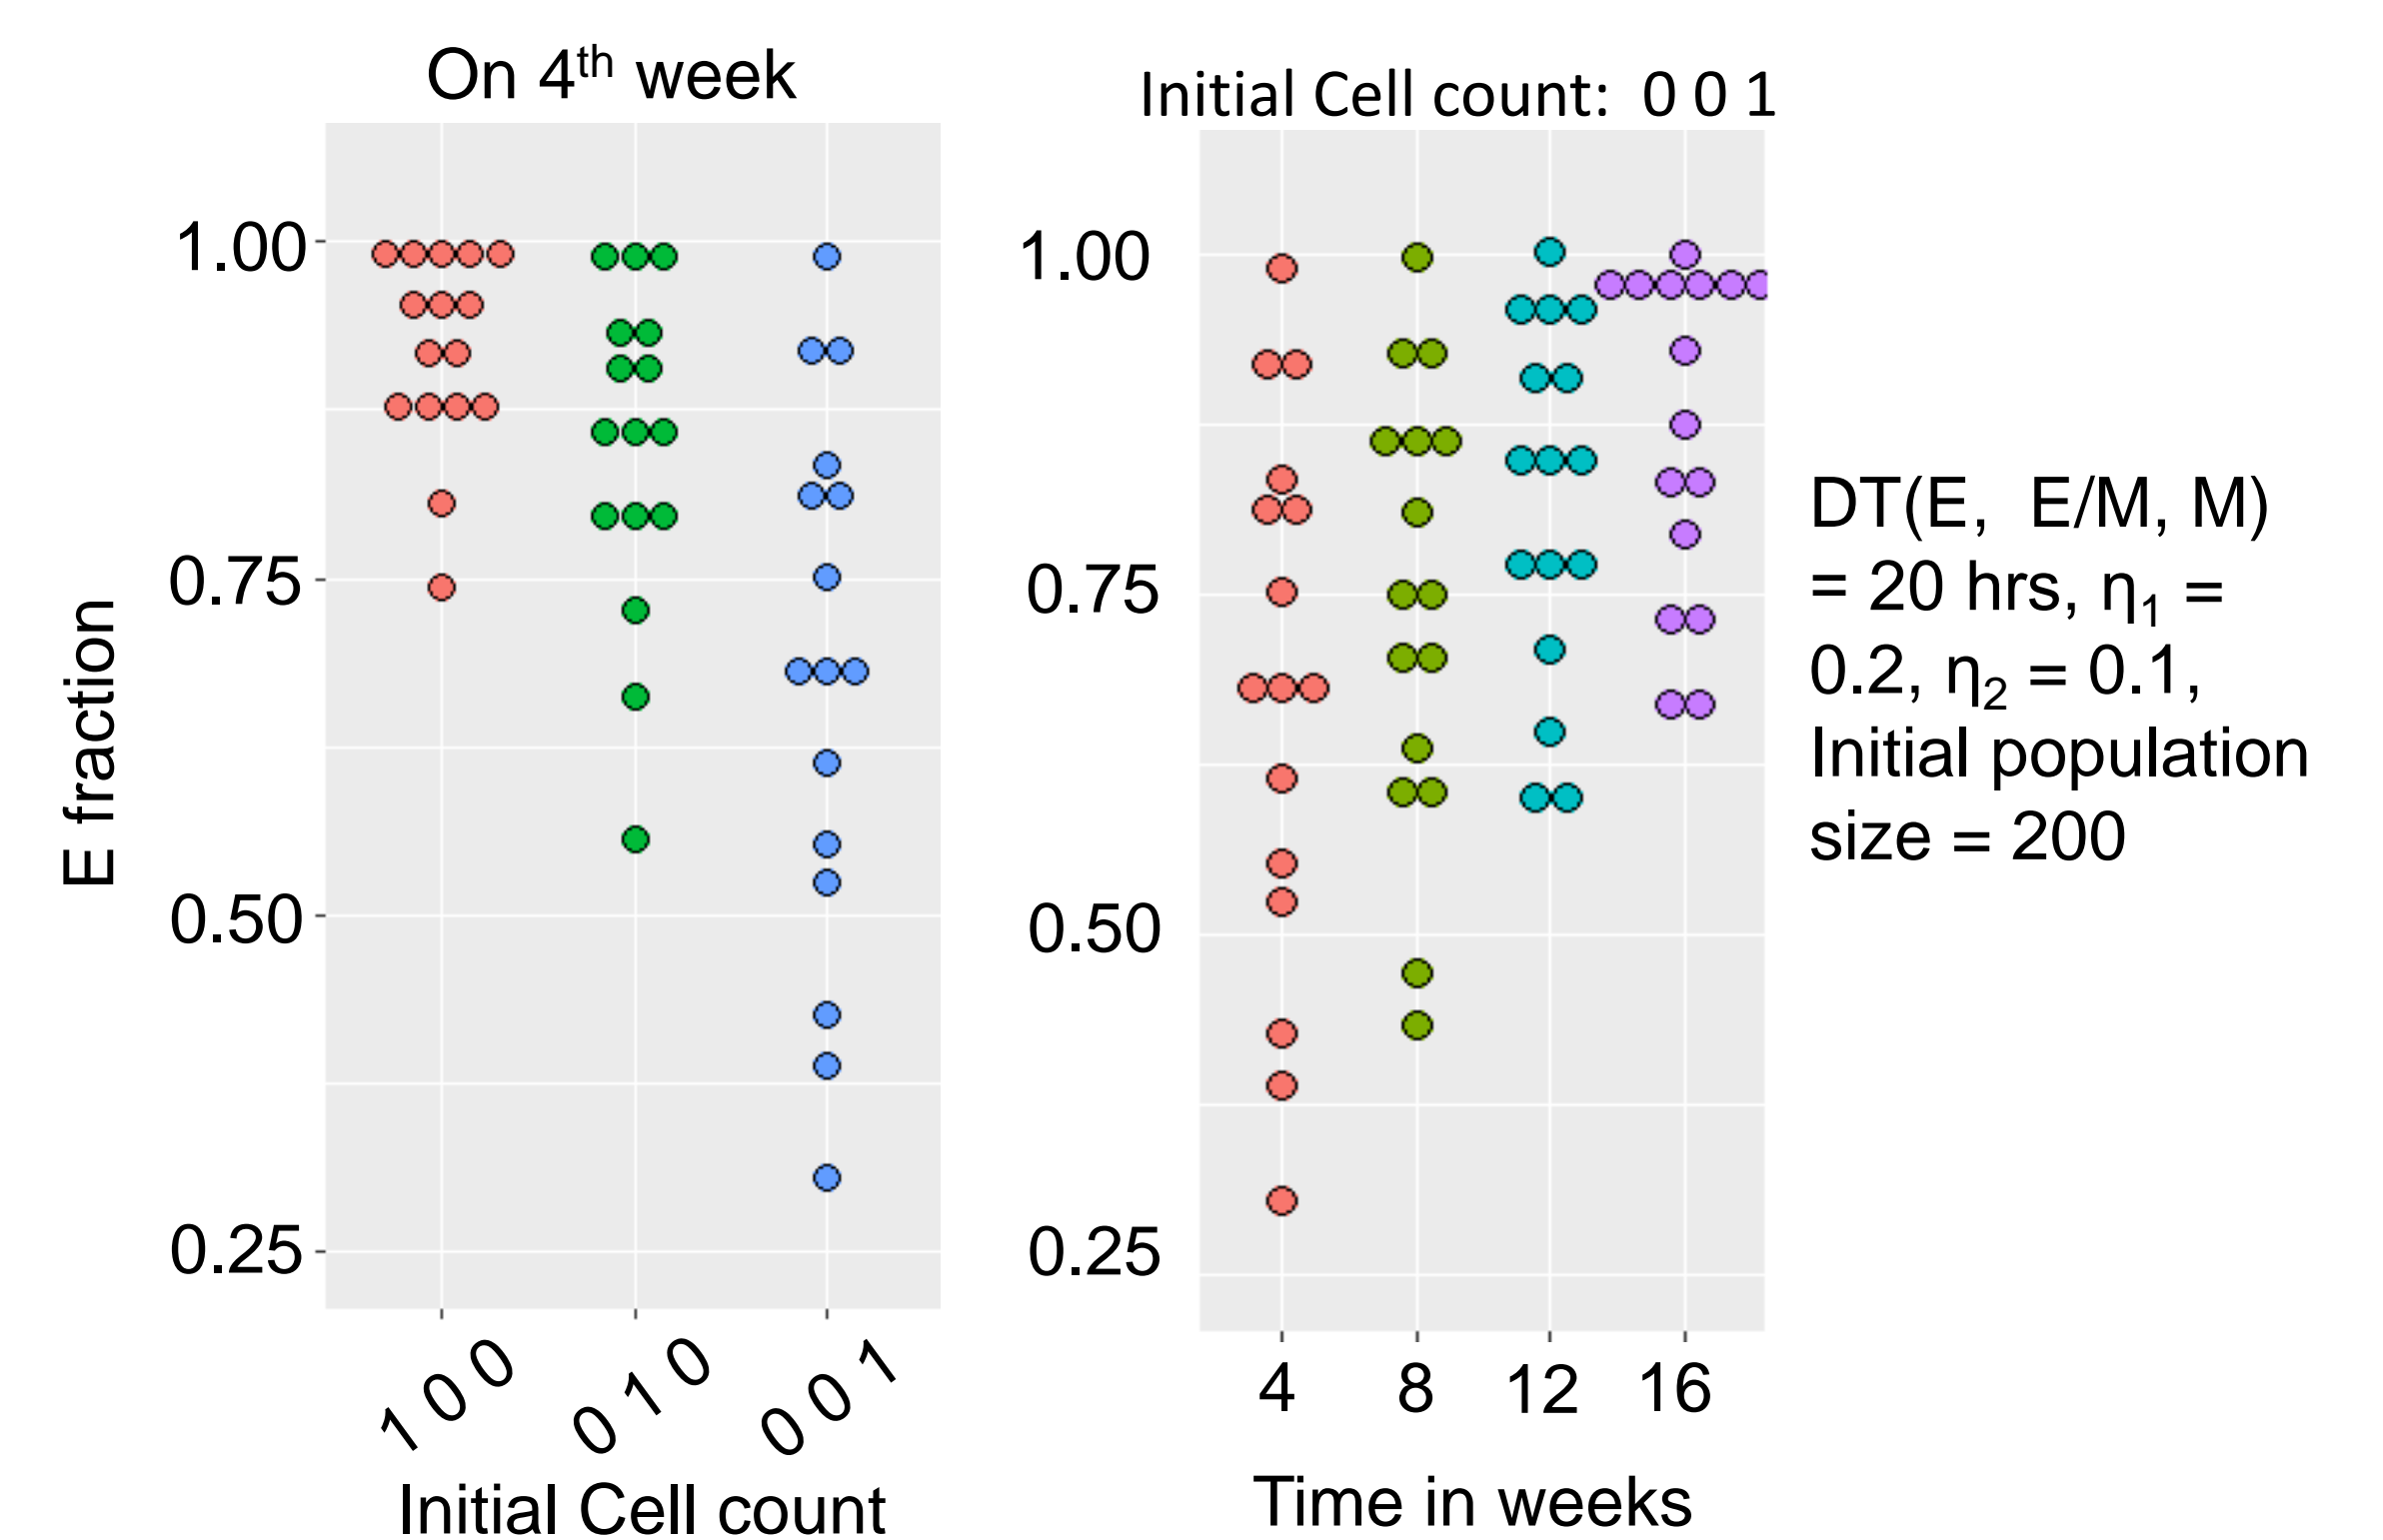 On 4th week
1.00
0.75
0.50
0.25
E fraction
1 0 0
0 1 0
0 0 1
Initial Cell count
Initial Cell count: 0 0 1
1.00
0.75
0.50
0.25
4 8 12 16
Time in weeks
DT(E, E/M, M)
= 20 hrs, η1 =
0.2, η2 = 0.1,
Initial population
size = 200